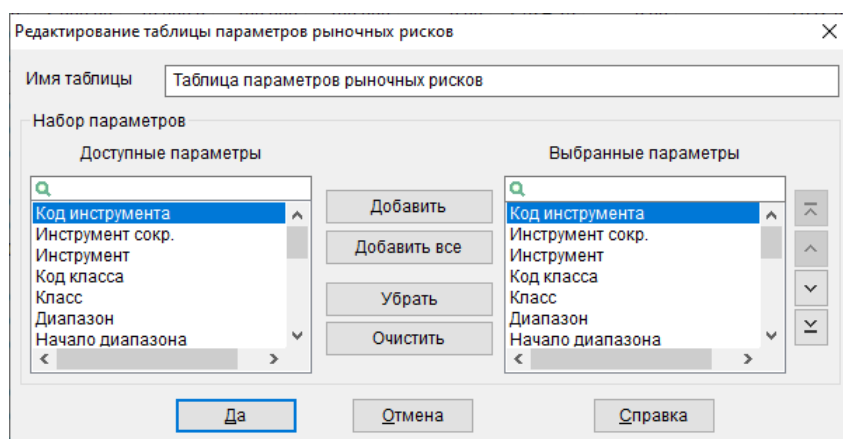 Редактирование таблицы параметров рыночных рисков
Имя таблицы
Таблица параметров рыночных рисков
Набор параметров
Доступные параметры
Код инструмента
Инструмент сокр.
Инструмент
Код класса
Класс
Диапазон
Начало диапазона
Добавить
Добавить все
Убрать
Очистить
Выбранные параметры
Код инструмента
Инструмент сокр.
Инструмент
Код класса
Класс
Диапазон
Начало диапазона
Да
Отмена
Справка